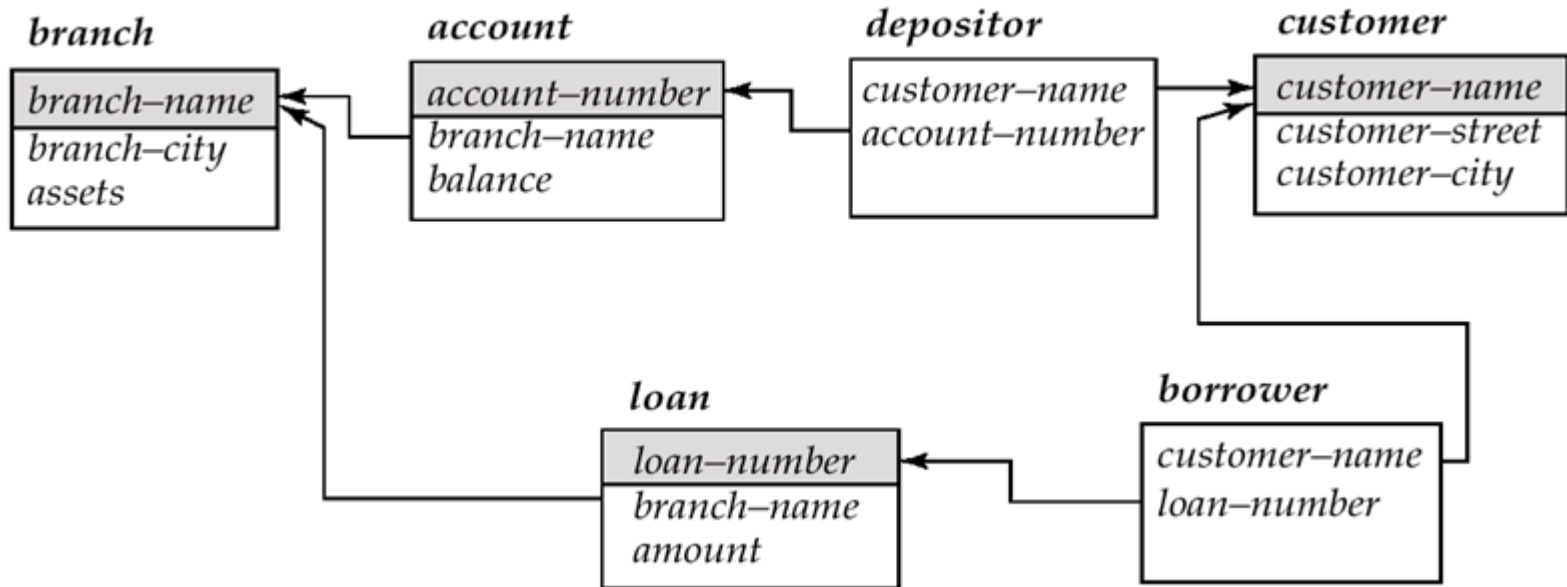 branch
branch–name
branch–city
assets
account
account–number
branch–name
balance
depositor
customer–name
account–number
customer
customer–name
customer–street
customer–city
loan
loan–number
branch–name
amount
borrower
customer–name
loan–number